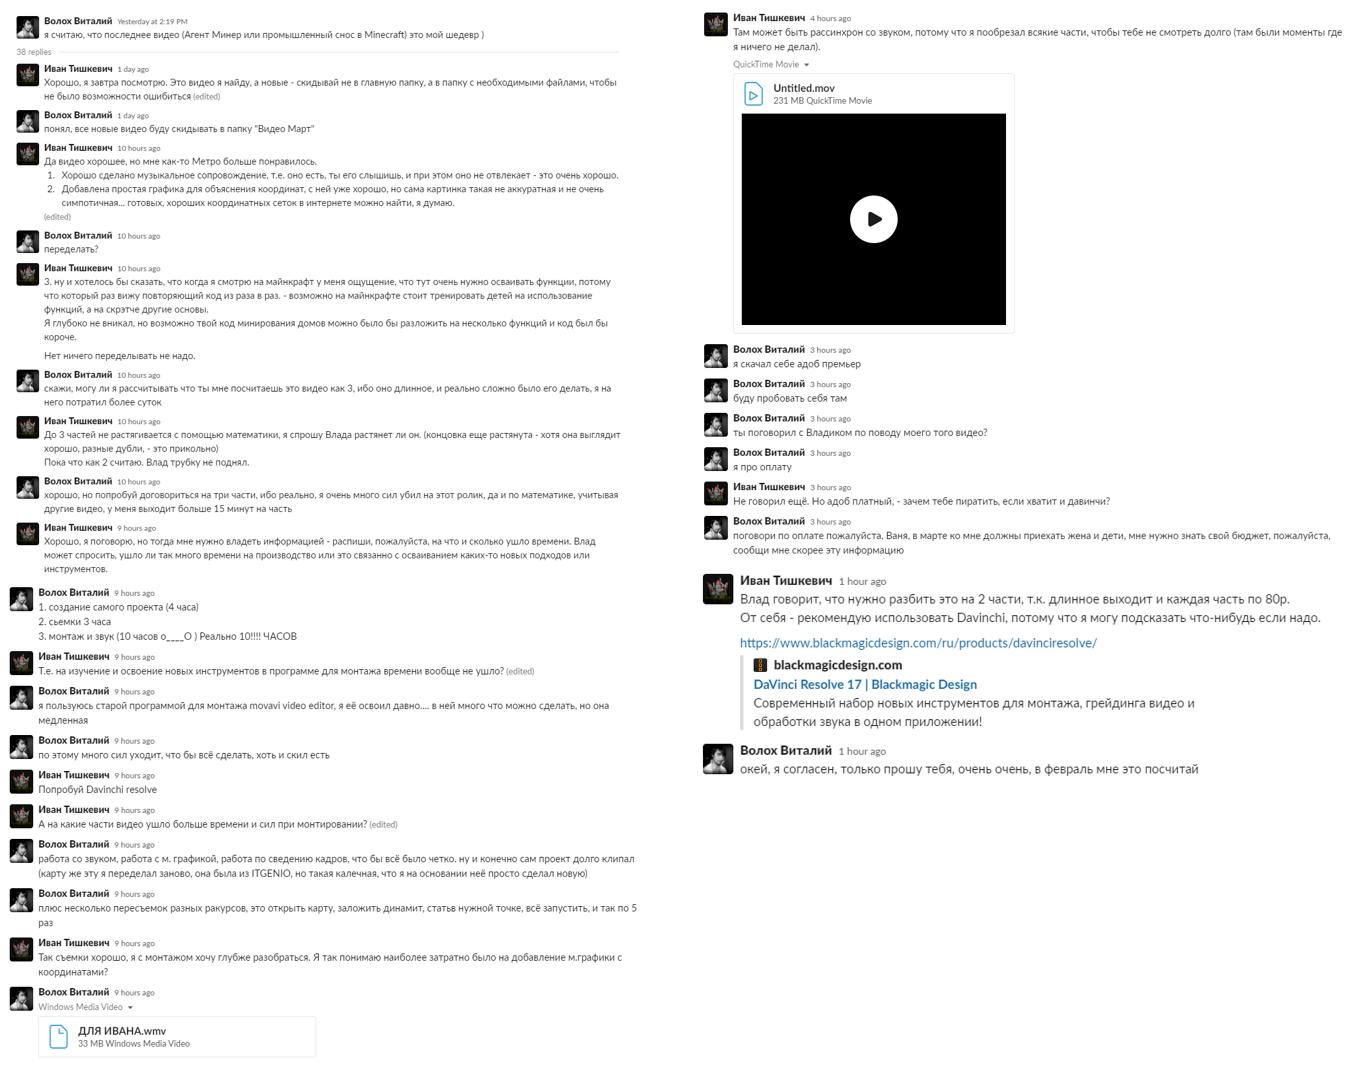 Волох Виталий Yesterday at 2:19 PM
я считаю, что последнее видео (Агент Минер или промышленный снос в Minecraft) это мой шедевр )
38 replies
Иван Тишкевич 1 day ago
Хорошо, я завтра посмотрю. Это видео я найду, а новые - скидывай не в главную папку, а в папку с необходимыми файлами, чтобы
не было возможности ошибиться (edited)
Волох Виталий 1 day ago
понял, все новые видео буду скидывать в папку "Видео Март"
Иван Тишкевич 10 hours ago
Да видео хорошее, но мне как-то Метро больше понравилось.
1. Хорошо сделано музыкальное сопровождение, т.е. оно есть, ты его слышишь, и при этом оно не отвлекает - это очень хорошо.
2. Добавлена простая графика для объяснения координат, с ней уже хорошо, но сама картинка такая не аккуратная и не очень
симпотичная... готовых, хороших координатных сеток в интернете можно найти, я думаю.
(edited)
Волох Виталий 10 hours ago
переделать?
Иван Тишкевич 10 hours ago
3. ну и хотелось бы сказать, что когда я смотрю на майнкрафт у меня ощущение, что тут очень нужно осваивать функции, потому
что который раз вижу повторяющий код из раза в раз. - возможно на майнкрафте стоит тренировать детей на использование
функций, а на скрэтче другие основы.
Я глубоко не вникал, но возможно твой код минирования домов можно было бы разложить на несколько функций и код был бы
короче.
Нет ничего переделывать не надо.
Волох Виталий 10 hours ago
скажи, могу ли я рассчитывать что ты мне посчитаешь это видео как 3, ибо оно длинное, и реально сложно было его делать, я на
него потратил более суток
Иван Тишкевич 10 hours ago
До 3 частей не растягивается с помощью математики, я спрошу Влада растянет ли он. (концовка еще растянута - хотя она выглядит
хорошо, разные дубли, - это прикольно)
Пока что как 2 считаю. Влад трубку не поднял.
Волох Виталий 10 hours ago
хорошо, но попробуй договориться на три части, ибо реально, я очень много сил убил на этот ролик, да и по математике, учитывая
другие видео, у меня выходит больше 15 минут на часть
Иван Тишкевич 9 hours ago
Хорошо, я поговорю, но тогда мне нужно владеть информацией - распиши, пожалуйста, на что и сколько ушло времени. Влад
может спросить, ушло ли так много времени на производство или это связанно с осваиванием каких-то новых подходов или
инструментов.
Волох Виталий 9 hours ago
1. создание самого проекта (4 часа)
2. сьемки 3 часа
3. монтаж и звук (10 часов о____О ) Реально 10!!!! ЧАСОВ
Иван Тишкевич 9 hours ago
Т.е. на изучение и освоение новых инструментов в программе для монтажа времени вообще не ушло? (edited)
Волох Виталий 9 hours ago
я пользуюсь старой программой для монтажа movavi video editor, я её освоил давно.... в ней много что можно сделать, но она
медленная
Волох Виталий 9 hours ago
по этому много сил уходит, что бы всё сделать, хоть и скил есть
Иван Тишкевич 9 hours ago
Попробуй Davinchi resolve
Иван Тишкевич 9 hours ago
А на какие части видео ушло больше времени и сил при монтировании? (edited)
Волох Виталий 9 hours ago
работа со звуком, работа с м. графикой, работа по сведению кадров, что бы всё было четко. ну и конечно сам проект долго клипал
(карту же эту я переделал заново, она была из ITGENIO, но такая калечная, что я на основании неё просто сделал новую)
Волох Виталий 9 hours ago
плюс несколько пересъемок разных ракурсов, это открыть карту, заложить динамит, статьв нужной точке, всё запустить, и так по 5
раз
Иван Тишкевич 9 hours ago
Так съемки хорошо, я с монтажом хочу глубже разобраться. Я так понимаю наиболее затратно было на добавление м.графики с
координатами?
Волох Виталий 9 hours ago
Windows Media Video
ДЛЯ ИВАНА.wmv
33 MB Windows Media Video
Иван Тишкевич 4 hours ago
Там может быть рассинхрон со звуком, потому что я пообрезал всякие части, чтобы тебе не смотреть долго (там были моменты где
я ничего не делал).
QuickTime Movie
Untitled.mov
231 MB QuickTime Movie
Волох Виталий 3 hours ago
я скачал себе адоб премьер
Волох Виталий 3 hours ago
буду пробовать себя там
Волох Виталий 3 hours ago
ты поговорил с Владиком по поводу моего того видео?
Волох Виталий 3 hours ago
я про оплату
Иван Тишкевич 3 hours ago
Не говорил ещё. Но адоб платный, - зачем тебе пиратить, если хватит и давинчи?
Волох Виталий 3 hours ago
поговори по оплате пожалуйста, Ваня, в марте ко мне должны приехать жена и дети, мне нужно знать свой бюджет, пожалуйста,
сообщи мне скорее эту информацию
Иван Тишкевич 1 hour ago
Влад говорит, что нужно разбить это на 2 части, т.к. длинное выходит и каждая часть по 80р.
От себя - рекомендую использовать Davinchi, потому что я могу подсказать что-нибудь если надо.
https://www.blackmagicdesign.com/ru/products/davinciresolve/
blackmagicdesign.com
DaVinci Resolve 17 | Blackmagic Design
Современный набор новых инструментов для монтажа, грейдинга видео и
обработки звука в одном приложении!
Волох Виталий 1 hour ago
окей, я согласен, только прошу тебя, очень очень, в февраль мне это посчитай